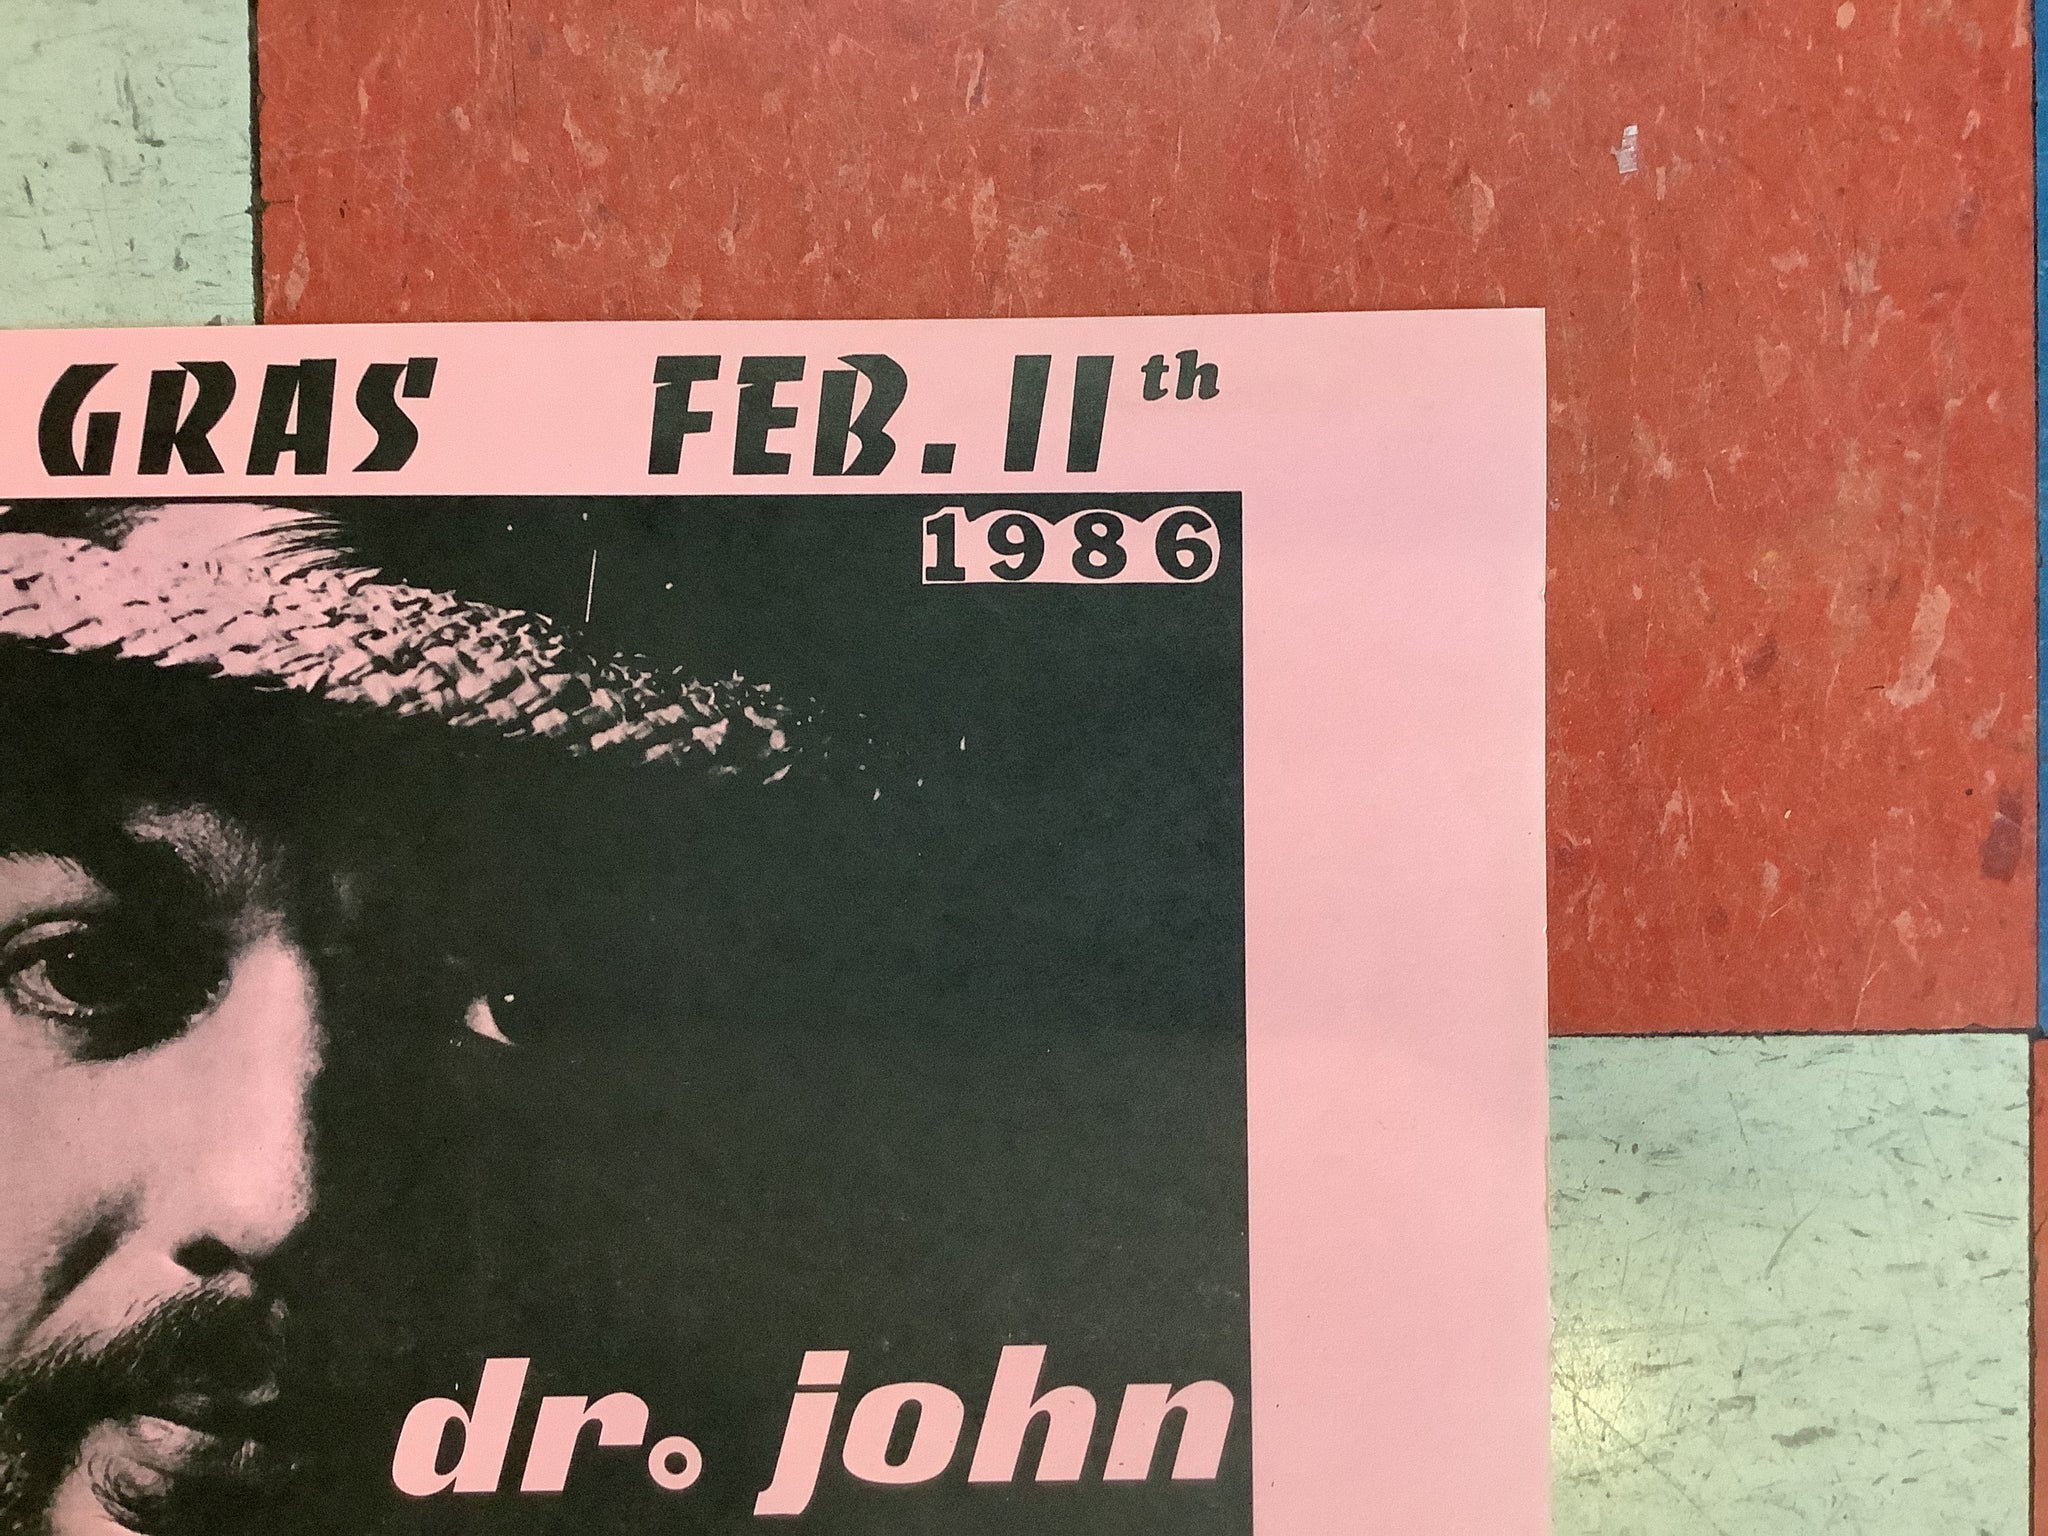 GRAS FEB. 11th
1986
dr. john